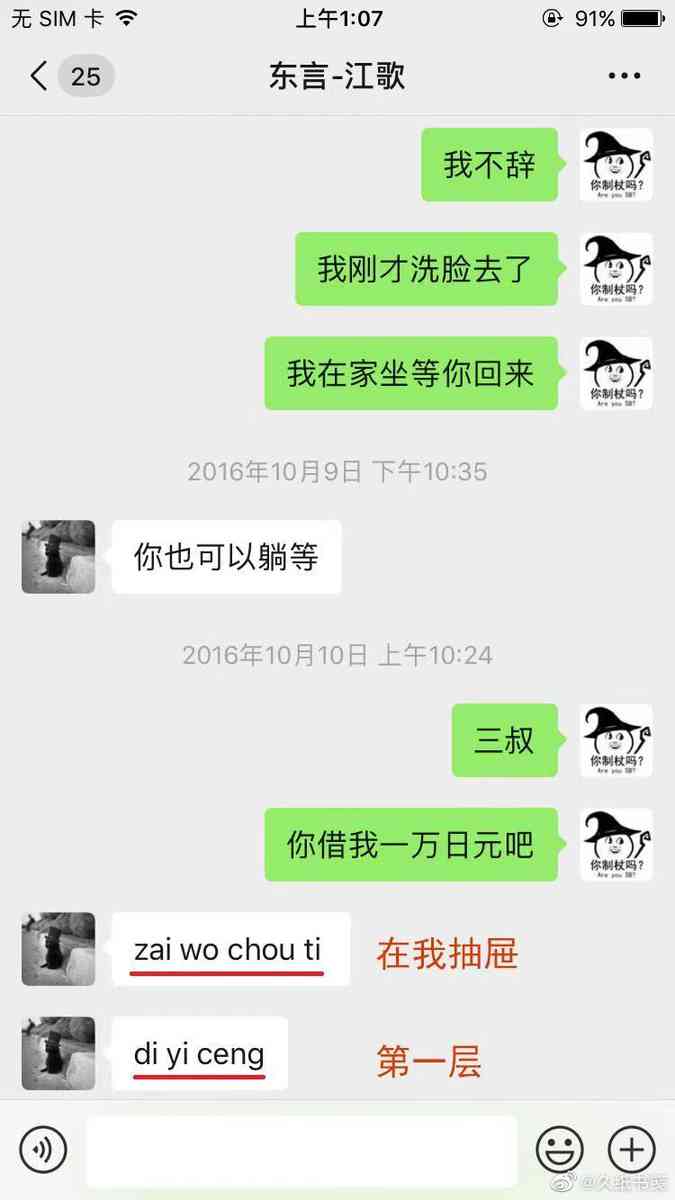 无 SIM 卡 上午1:07 91%
25 东言-江歌
我不辞
你制杖吗?
Are you SB?
我刚才洗脸去了
你制杖吗?
Are you SB?
我在家坐等你回来
你制杖吗?
Are you SB?
2016年10月9日 下午10:35
你也可以躺等
2016年10月10日 上午10:24
三叔
你制杖吗?
Are you SB?
你借我一万日元吧
你制杖吗?
Are you SB?
zai wo chou ti 在我抽屉
di yi ceng 第一层